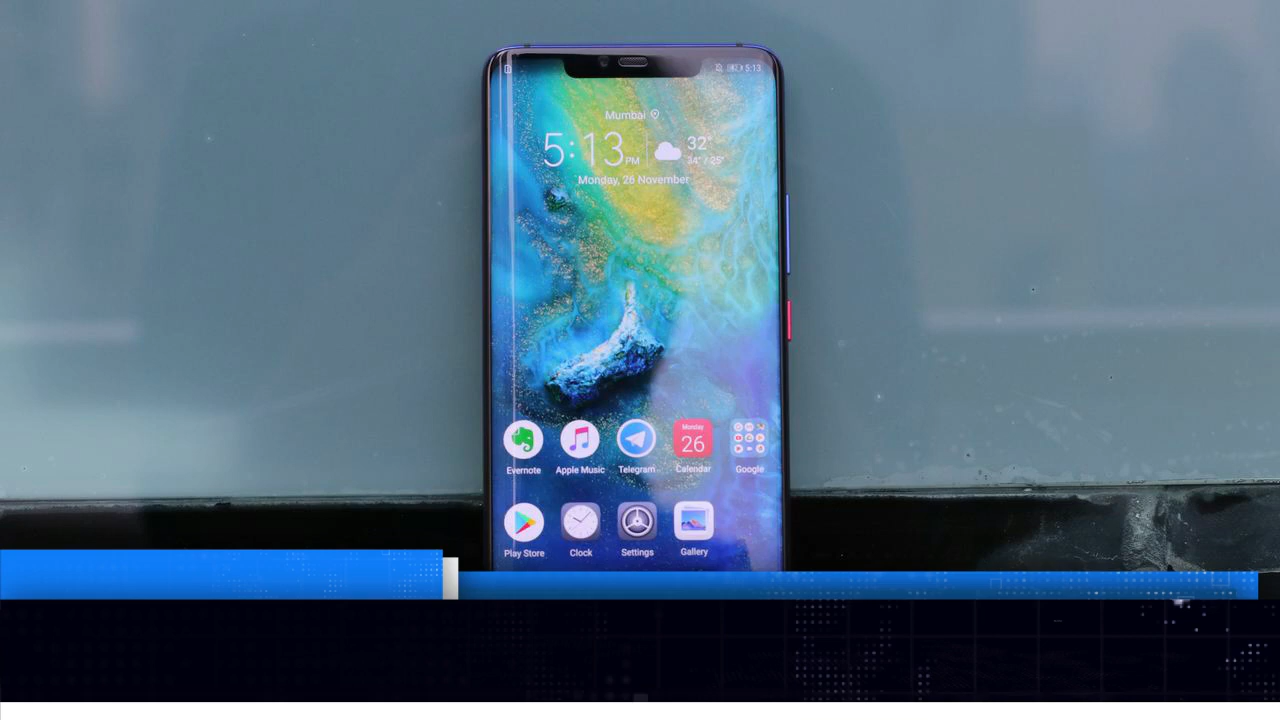 5:13
Mumbai
5:13 PM
32°
34° / 25°
Monday, 26 November
Evernote
Apple Music
Telegram
Monday
26
Calendar
Google
Play Store
Clock
Settings
Gallery